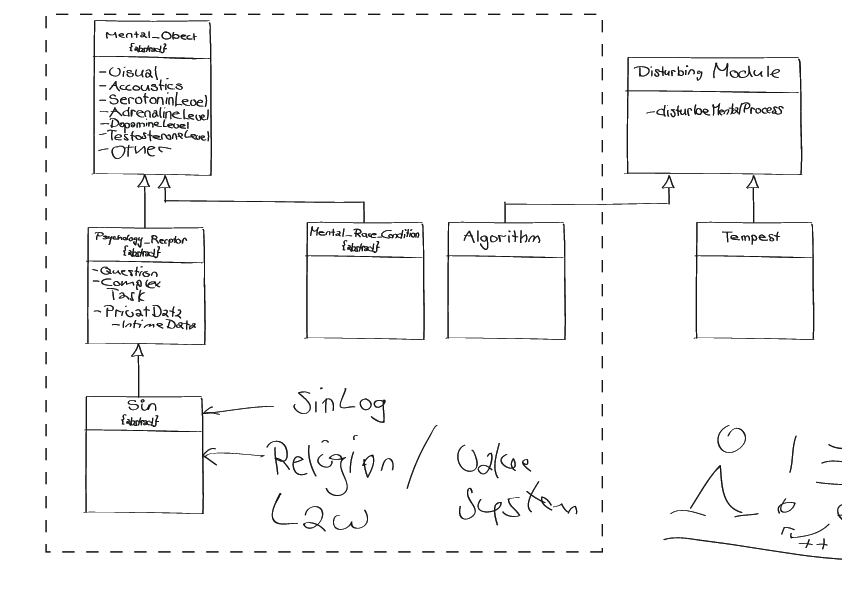 Mental_Obect
{abstract}
-Visual
-Accoustics
-SerotoninLevel
-AdrenalineLevel
-DopamineLevel
-TestosteroneLevel
-Other
Disturbing Module
-disturbeMentalProcess
Psychology_Receptor
{abstract}
-Question
-Complex
Task
-PrivatData
-IntimeData
Mental_Race_Condition
{abstract}
Algorithm
Tempest
Sin
{abstract}
SinLog
Religion / Value
Law System
++